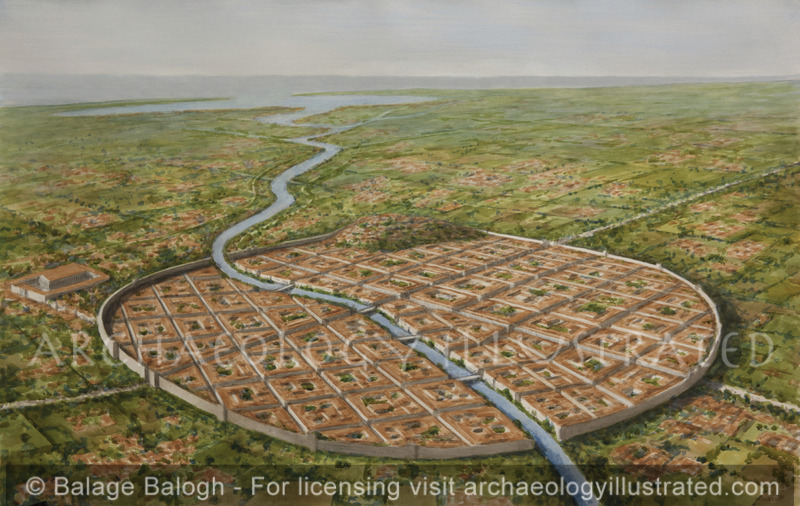 ARCHAEOLOGY ILLUSTRATED
© Balage Balogh - For licensing visit archaeologyillustrated.com